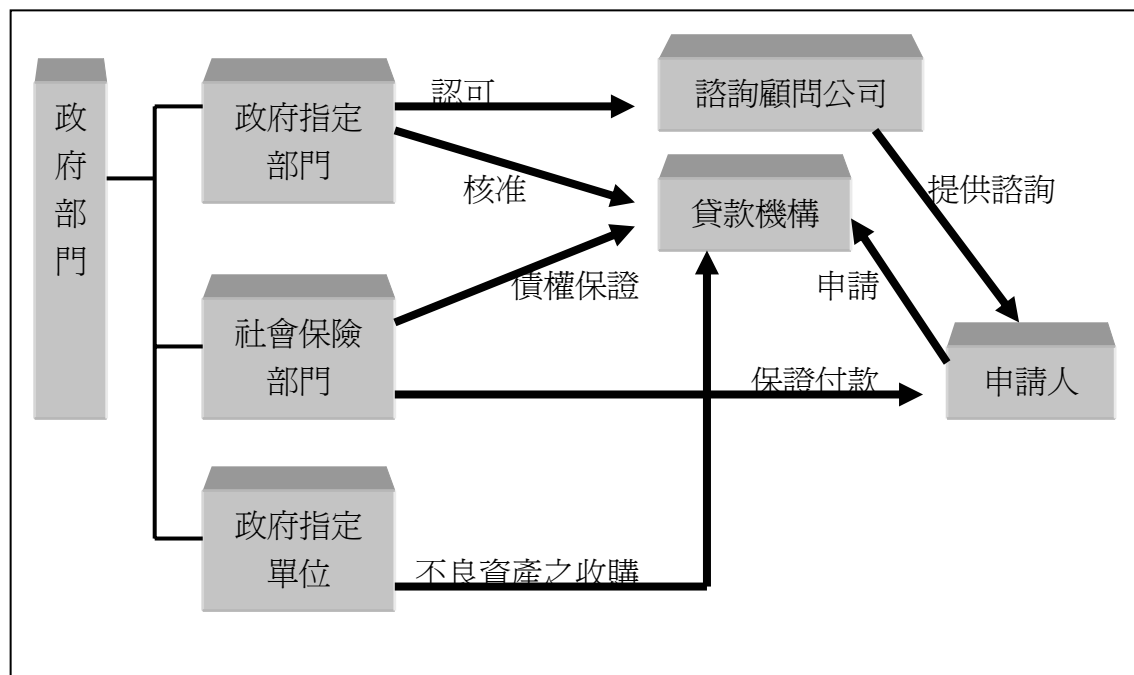 政府部門
政府指定
部門
認可
諮詢顧問公司
核准
貸款機構
提供諮詢
社會保險
部門
債權保證
申請
保證付款
申請人
政府指定
單位
不良資產之收購